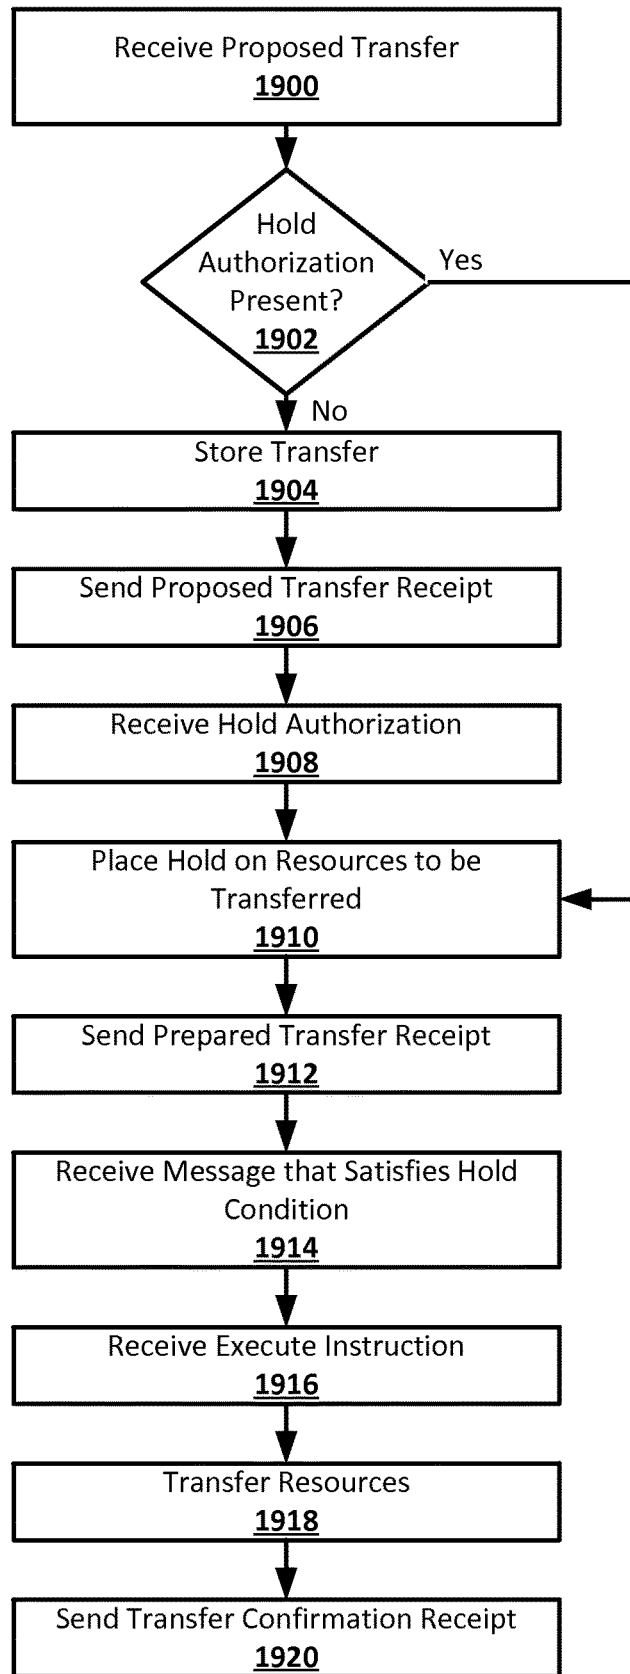 Receive Proposed Transfer
1900
Hold
Authorization
Present?
1902
Yes
No
Store Transfer
1904
Send Proposed Transfer Receipt
1906
Receive Hold Authorization
1908
Place Hold on Resources to be
Transferred
1910
Send Prepared Transfer Receipt
1912
Receive Message that Satisfies Hold
Condition
1914
Receive Execute Instruction
1916
Transfer Resources
1918
Send Transfer Confirmation Receipt
1920